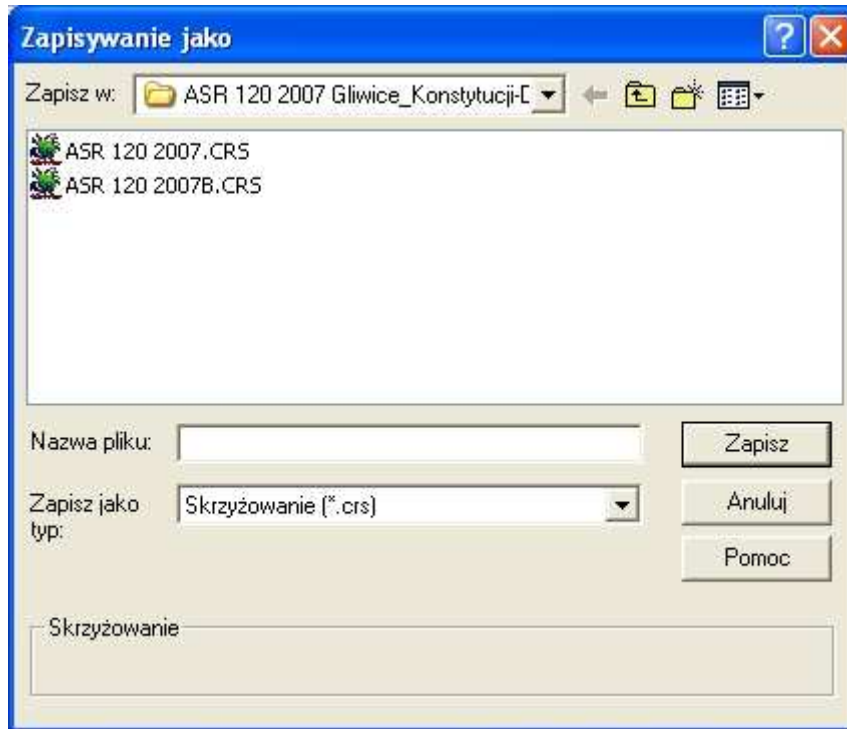 Zapisywanie jako
Zapisz w: ASR 120 2007 Gliwice_Konstytucji-D
ASR 120 2007.CRS
ASR 120 2007B.CRS
Nazwa pliku: Zapisz
Zapisz jako typ: Skrzyżowanie (*.crs) Anuluj
Pomoc
Skrzyżowanie